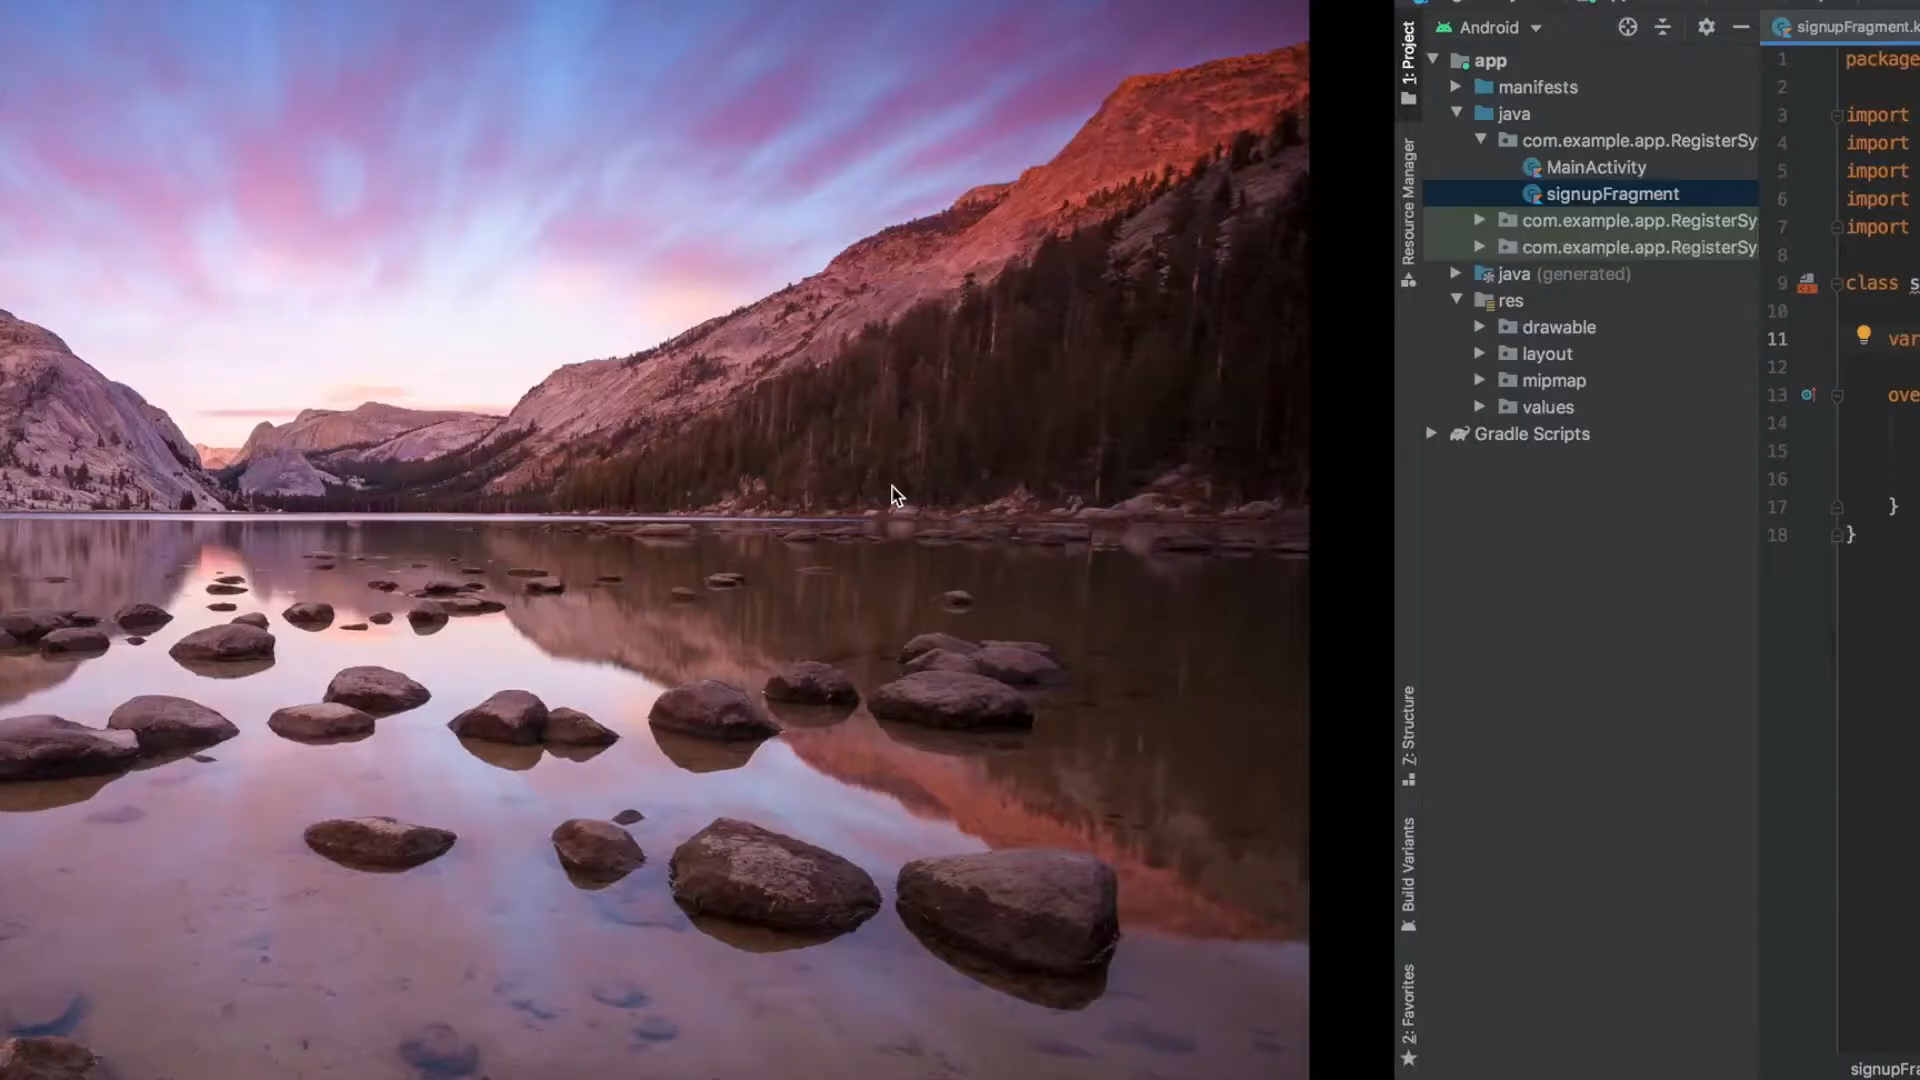 1: Project
Resource Manager
Z: Structure
Build Variants
2: Favorites
Android
app
manifests
java
com.example.app.RegisterSy
MainActivity
signupFragment
com.example.app.RegisterSy
com.example.app.RegisterSy
java (generated)
res
drawable
layout
mipmap
values
Gradle Scripts
signupFragment.k
1 package
2
3 import
4 import
5 import
6 import
7 import
8
9 class s
10
11 var
12
13 ove
14
15
16
17 }
18 }
signupFra